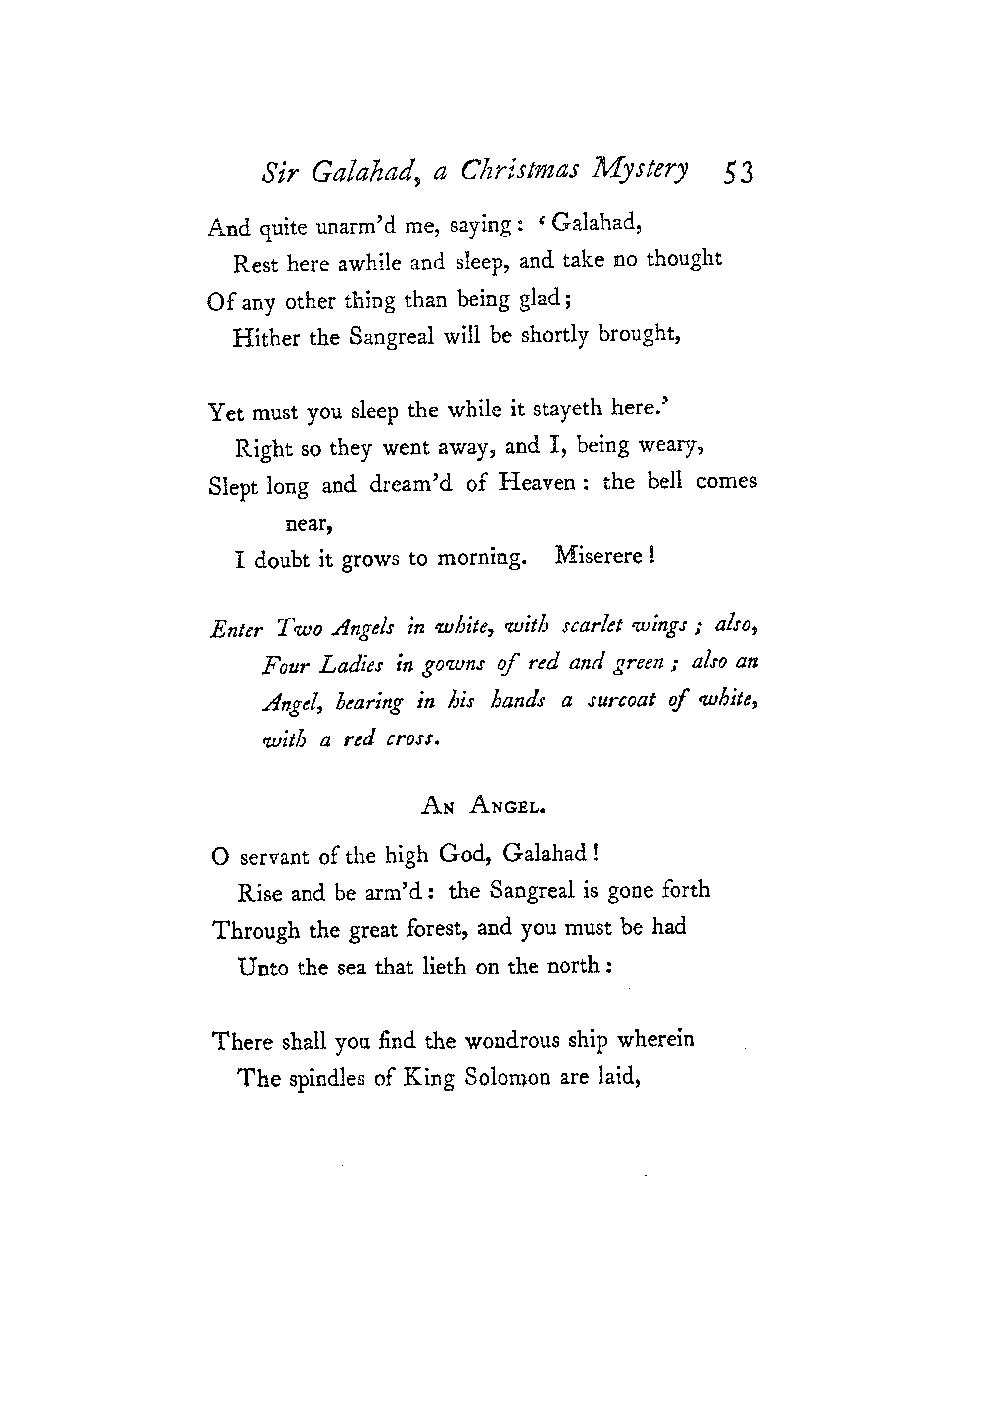 Sir Galahad, a Christmas Mystery 53
And quite unarm'd me, saying: 'Galahad,
Rest here awhile and sleep, and take no thought
Of any other thing than being glad;
Hither the Sangreal will be shortly brought,
Yet must you sleep the while it stayeth here.'
Right so they went away, and I, being weary,
Slept long and dream'd of Heaven: the bell comes
near,
I doubt it grows to morning. Miserere!
Enter Two Angels in white, with scarlet wings; also,
Four Ladies in gowns of red and green; also an
Angel, bearing in his hands a surcoat of white,
with a red cross.
An Angel.
O servant of the high God, Galahad!
Rise and be arm'd: the Sangreal is gone forth
Through the great forest, and you must be had
Unto the sea that lieth on the north:
There shall you find the wondrous ship wherein
The spindles of King Solomon are laid,